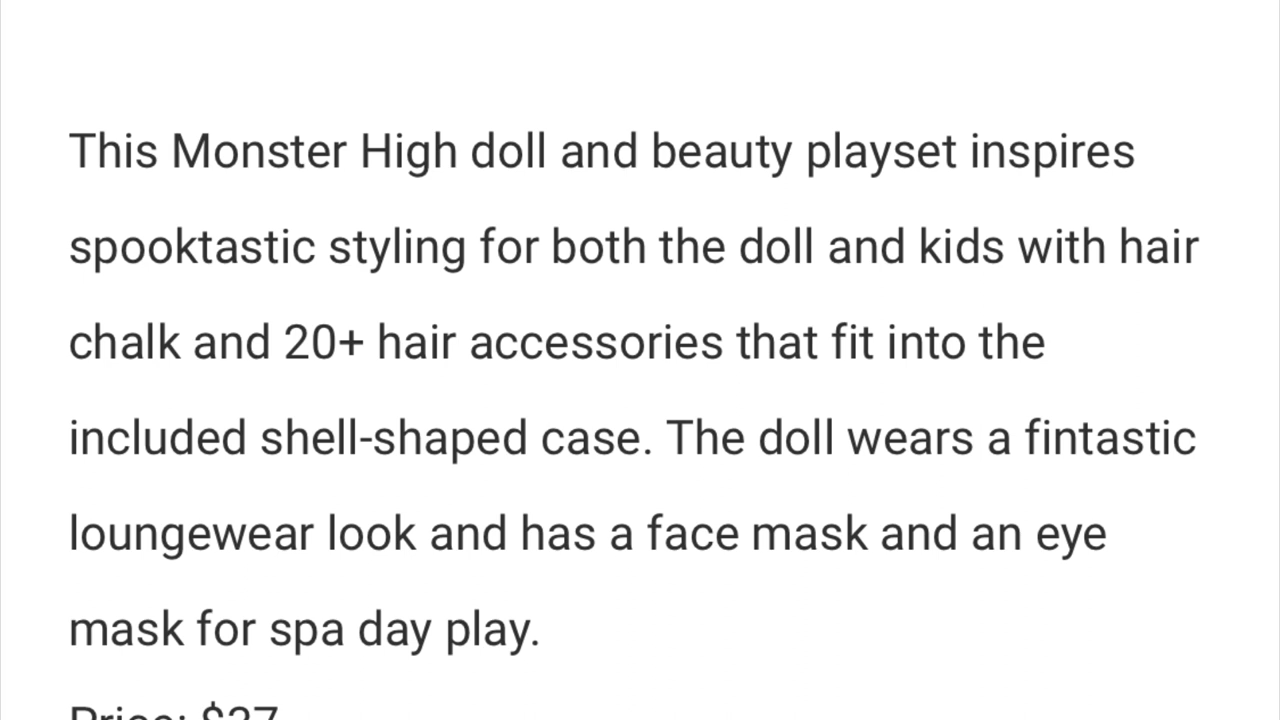 This Monster High doll and beauty playset inspires
spooktastic styling for both the doll and kids with hair
chalk and 20+ hair accessories that fit into the
included shell-shaped case. The doll wears a fintastic
loungewear look and has a face mask and an eye
mask for spa day play.
Price: $37